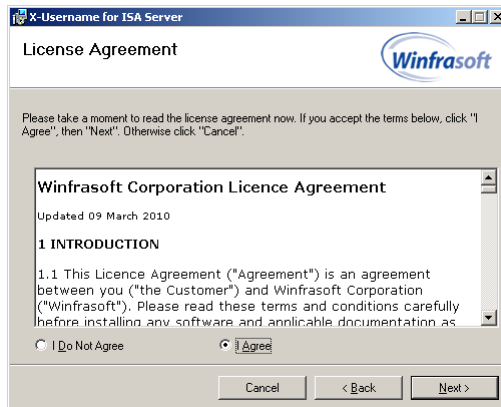 X-Username for ISA Server
License Agreement
Winfrasoft
Please take a moment to read the license agreement now. If you accept the terms below, click "I
Agree", then "Next". Otherwise click "Cancel".
Winfrasoft Corporation Licence Agreement
Updated 09 March 2010
1 INTRODUCTION
1.1 This Licence Agreement ("Agreement") is an agreement
between you ("the Customer") and Winfrasoft Corporation
("Winfrasoft"). Please read these terms and conditions carefully
before installing any software and applicable documentation as
I Do Not Agree
I Agree
Cancel
< Back
Next >